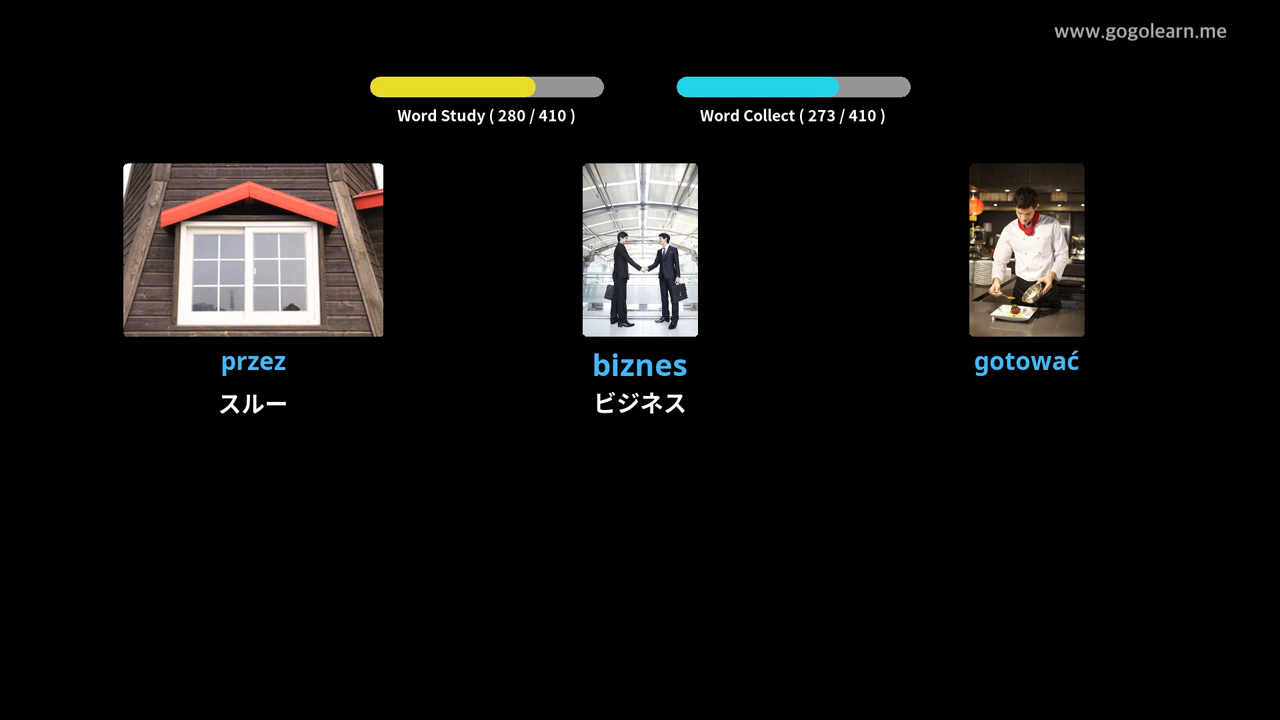 www.gogolearn.me
Word Study ( 280 / 410 )
Word Collect ( 273 / 410 )
przez
biznes
gotować
スルー
ビジネス